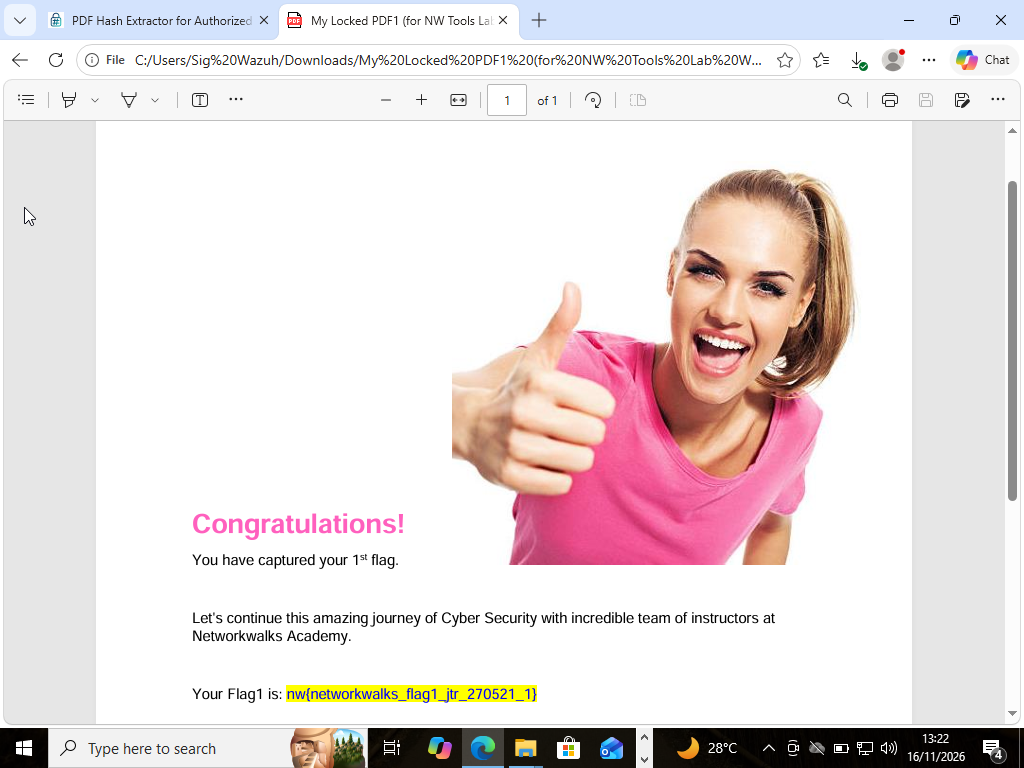 PDF Hash Extractor for Authorized
My Locked PDF1 (for NW Tools La
File C:/Users/Sig%20Wazuh/Downloads/My%20Locked%20PDF1%20(for%20NW%20Tools%20Lab%20W...
Chat
1 of 1
Congratulations!
You have captured your 1st flag.
Let's continue this amazing journey of Cyber Security with incredible team of instructors at
Networkwalks Academy.
Your Flag1 is: nw{networkwalks_flag1_jtr_270521_1}
Type here to search
28°C
13:22
16/11/2026
4